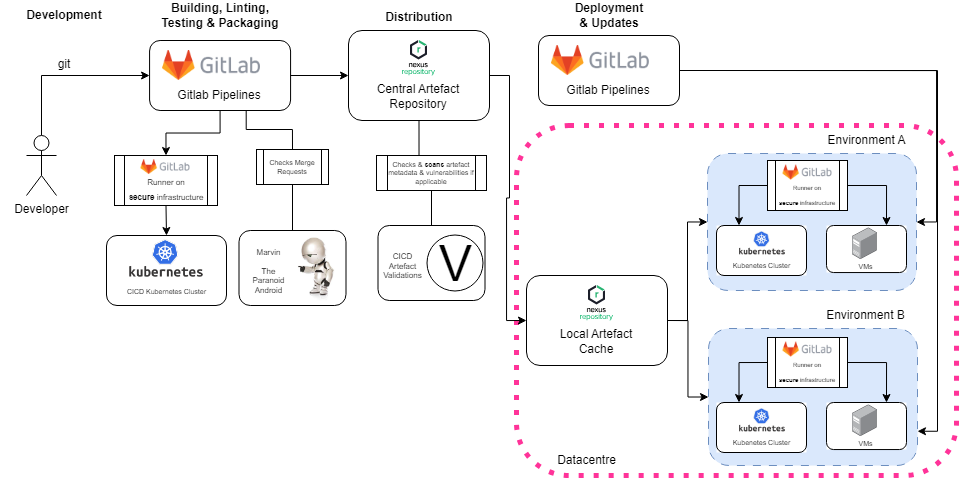 Development
Building, Linting,
Testing & Packaging
Distribution
Deployment
& Updates
git
Developer
GitLab
Gitlab Pipelines
nexus
repository
Central Artefact
Repository
GitLab
Gitlab Pipelines
GitLab
Runner on
secure infrastructure
Checks Merge
Requests
Checks & scans artefact
metadata & vulnerabilities if
applicable
kubernetes
CICD Kubernetes Cluster
Marvin
The
Paranoid
Android
CICD
Artefact
Validations
V
nexus
repository
Local Artefact
Cache
Environment A
GitLab
Runner on
secure infrastructure
kubernetes
Kubenetes Cluster
VMs
Environment B
GitLab
Runner on
secure infrastructure
kubernetes
Kubenetes Cluster
VMs
Datacentre